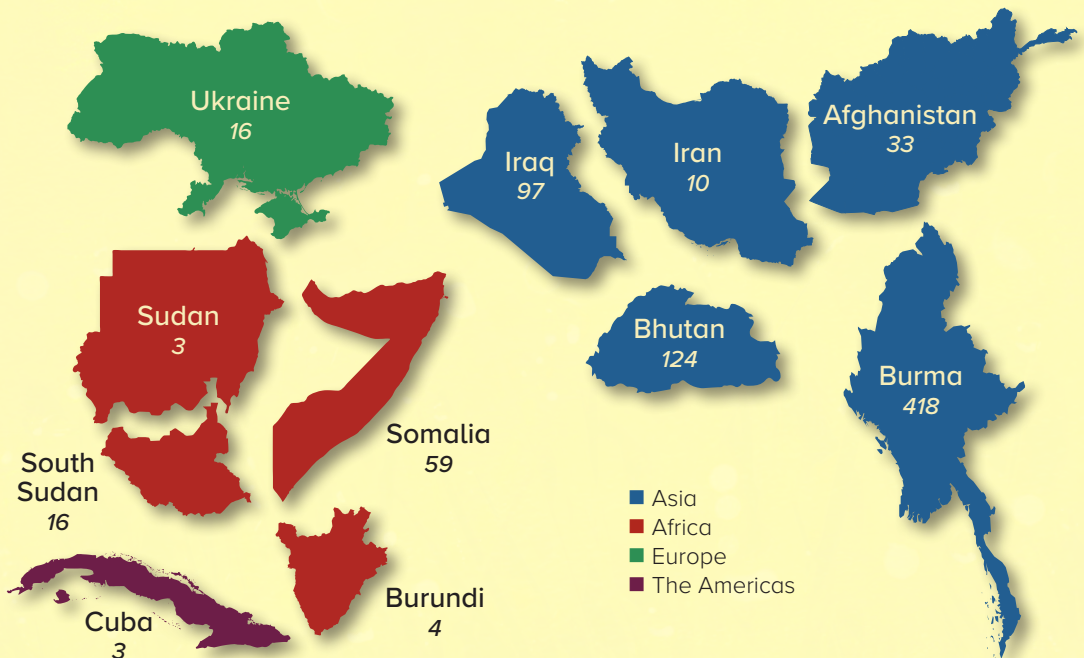 Ukraine
16
Iraq
97
Iran
10
Afghanistan
33
Sudan
3
Somalia
59
Bhutan
124
Burma
418
South
Sudan
16
Burundi
4
Cuba
3
Asia
Africa
Europe
The Americas